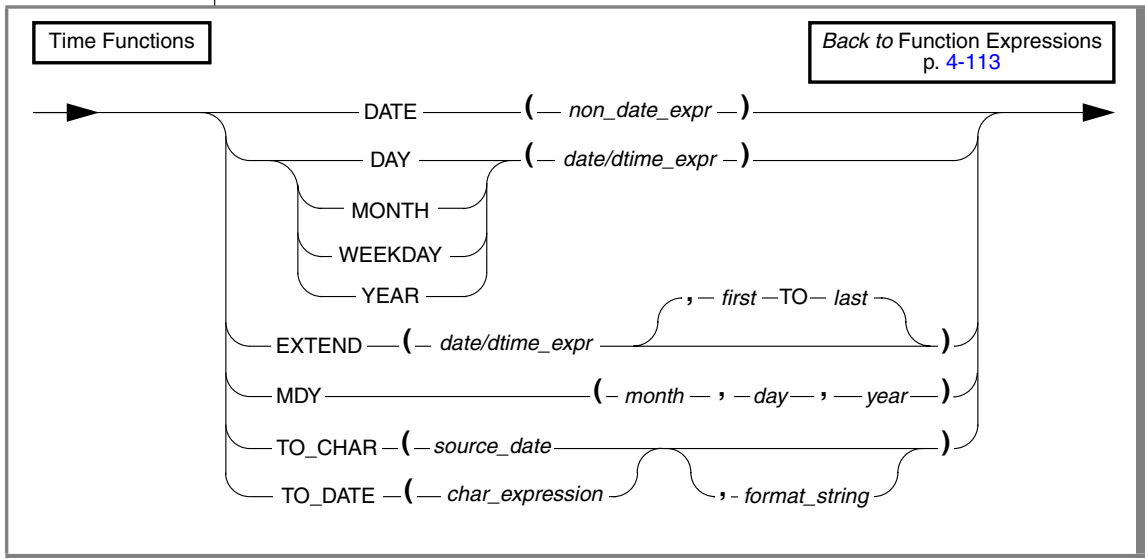 Time Functions
Back to Function Expressions
p. 4-113
DATE ( non_date_expr )
DAY ( date/dtime_expr )
MONTH
WEEKDAY
YEAR
, first TO last
EXTEND ( date/dtime_expr )
MDY ( month , day , year )
TO_CHAR ( source_date )
TO_DATE ( char_expression , format_string